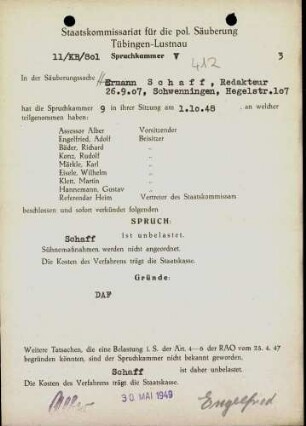 Staatskommissariat für die pol. Säuberung
Tübingen-Lustnau
11/KB/Sol Spruchkammer V 3
412
In der Säuberungssache Hermann Schaff, Redakteur
26.9.07, Schwenningen, Hegelstr.107
hat die Spruchkammer 9 in ihrer Sitzung am 1.10.48 , an welcher
teilgenommen haben:
Assessor Alber Vorsitzender
Engelfried, Adolf Beisitzer
Bäder, Richard "
Konz, Rudolf "
Märkle, Karl "
Eisele, Wilhelm "
Klett, Martin "
Hannemann, Gustav "
Referendar Heim Vertreter des Staatskommissars
beschlossen und sofort verkündet folgenden
SPRUCH:
Schaff ist unbelastet.
Sühnemaßnahmen werden nicht angeordnet.
Die Kosten des Verfahrens trägt die Staatskasse.
Gründe:
DAF
Weitere Tatsachen, die eine Belastung i. S. der Art. 4—6 der RAO vom 25. 4. 47
begründen könnten, sind der Spruchkammer nicht bekannt geworden.
Schaff ist daher unbelastet.
Die Kosten des Verfahrens trägt die Staatskasse.
Alber 30 MAI 1949 Engelfried